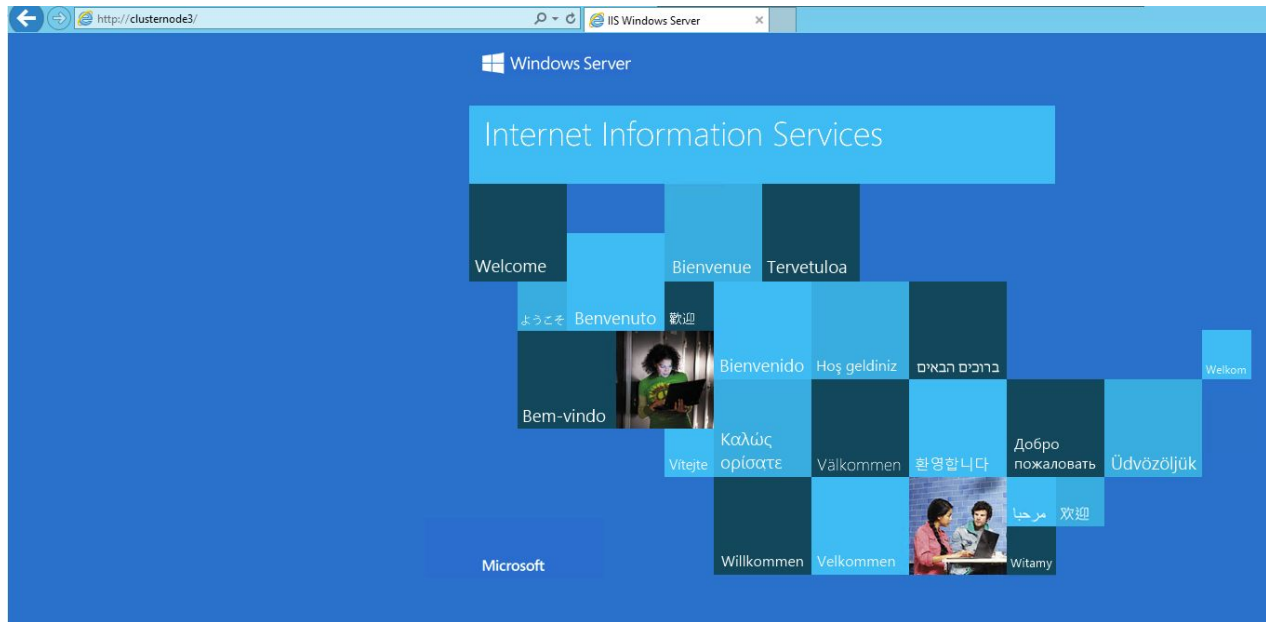 http://clusternode3/
IIS Windows Server
Windows Server
Internet Information Services
Welcome
Bienvenue
Tervetuloa
ようこそ
Benvenuto
歡迎
Bienvenido
Hoş geldiniz
ברוכים הבאים
Welkom
Bem-vindo
Vítejte
Καλώς
ορίσατε
Välkommen
환영합니다
Добро
пожаловать
Üdvözöljük
مرحبا
欢迎
Microsoft
Willkommen
Velkommen
Witamy